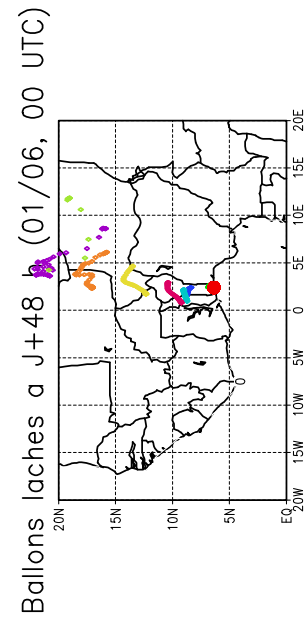 Ballons laches a J+48 h (01/06, 00 UTC)
20N
15N
10N
5N
EQ
20W
15W
10W
5W
0
5E
10E
15E
20E
0